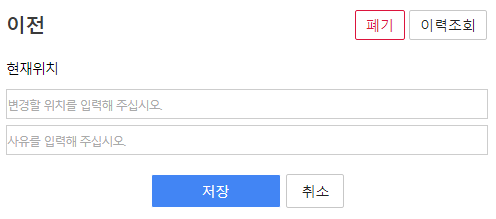 이전 폐기 이력조회
현재위치
변경할 위치를 입력해 주십시오.
사유를 입력해 주십시오.
저장 취소